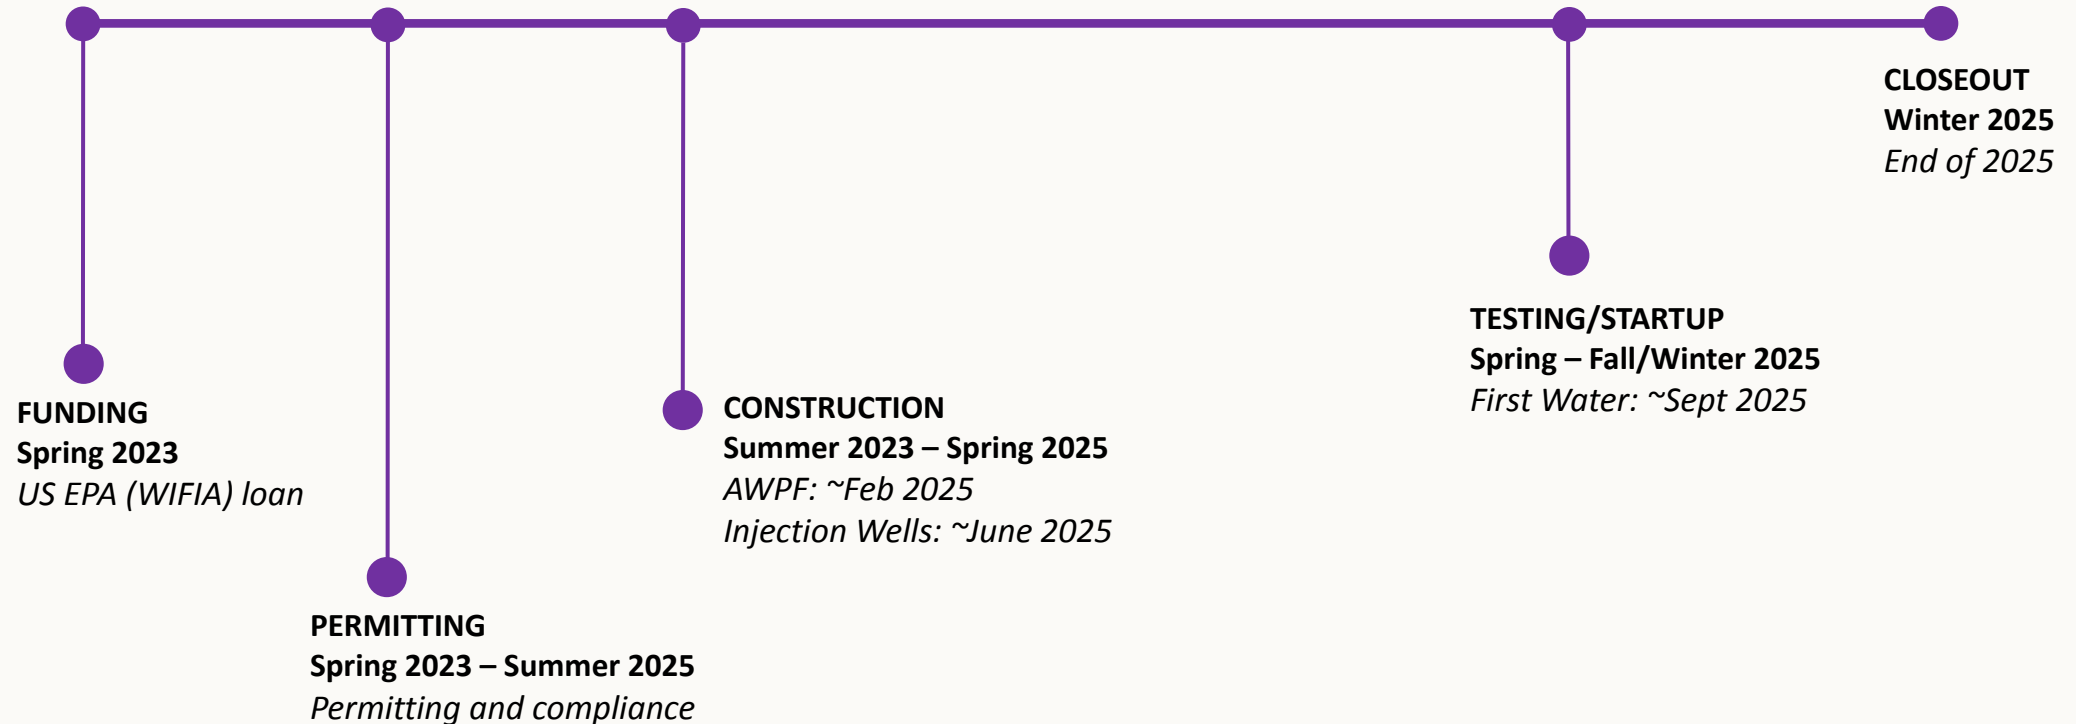 FUNDING
Spring 2023
US EPA (WIFIA) loan
PERMITTING
Spring 2023 – Summer 2025
Permitting and compliance
CONSTRUCTION
Summer 2023 – Spring 2025
AWPF: ~Feb 2025
Injection Wells: ~June 2025
TESTING/STARTUP
Spring – Fall/Winter 2025
First Water: ~Sept 2025
CLOSEOUT
Winter 2025
End of 2025